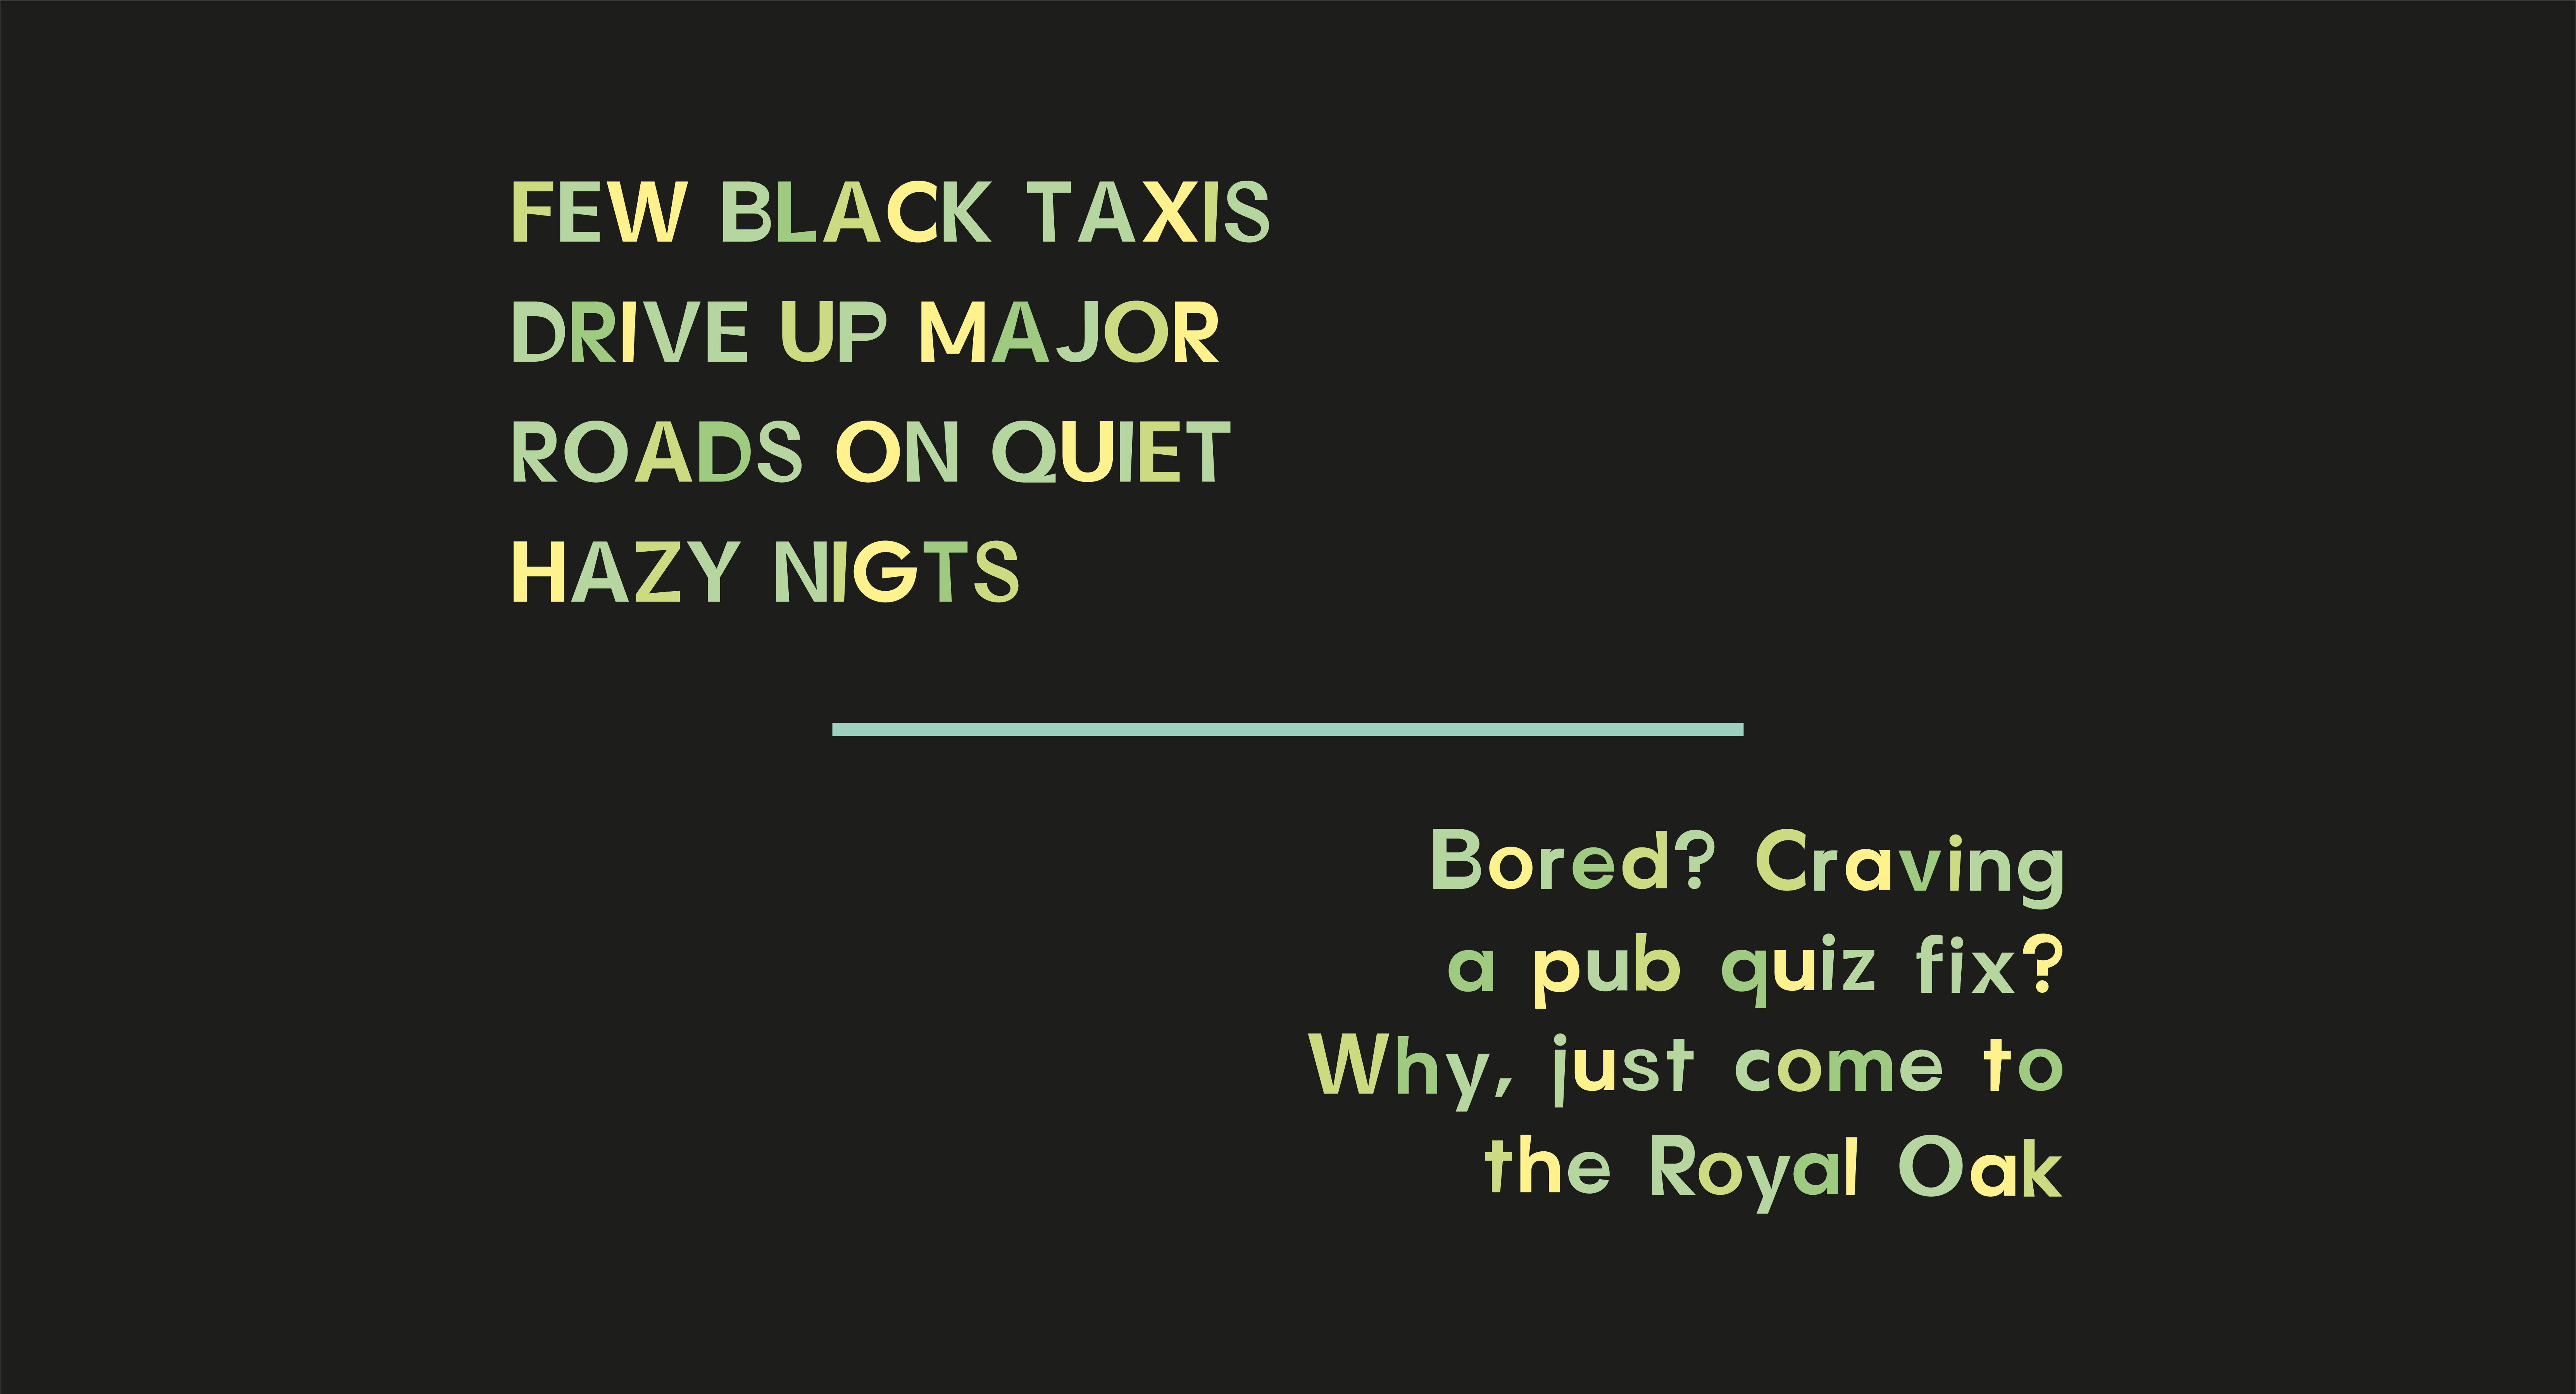 FEW BLACK TAXIS
DRIVE UP MAJOR
ROADS ON QUIET
HAZY NIGTS
Bored? Craving
a pub quiz fix?
Why, just come to
the Royal Oak